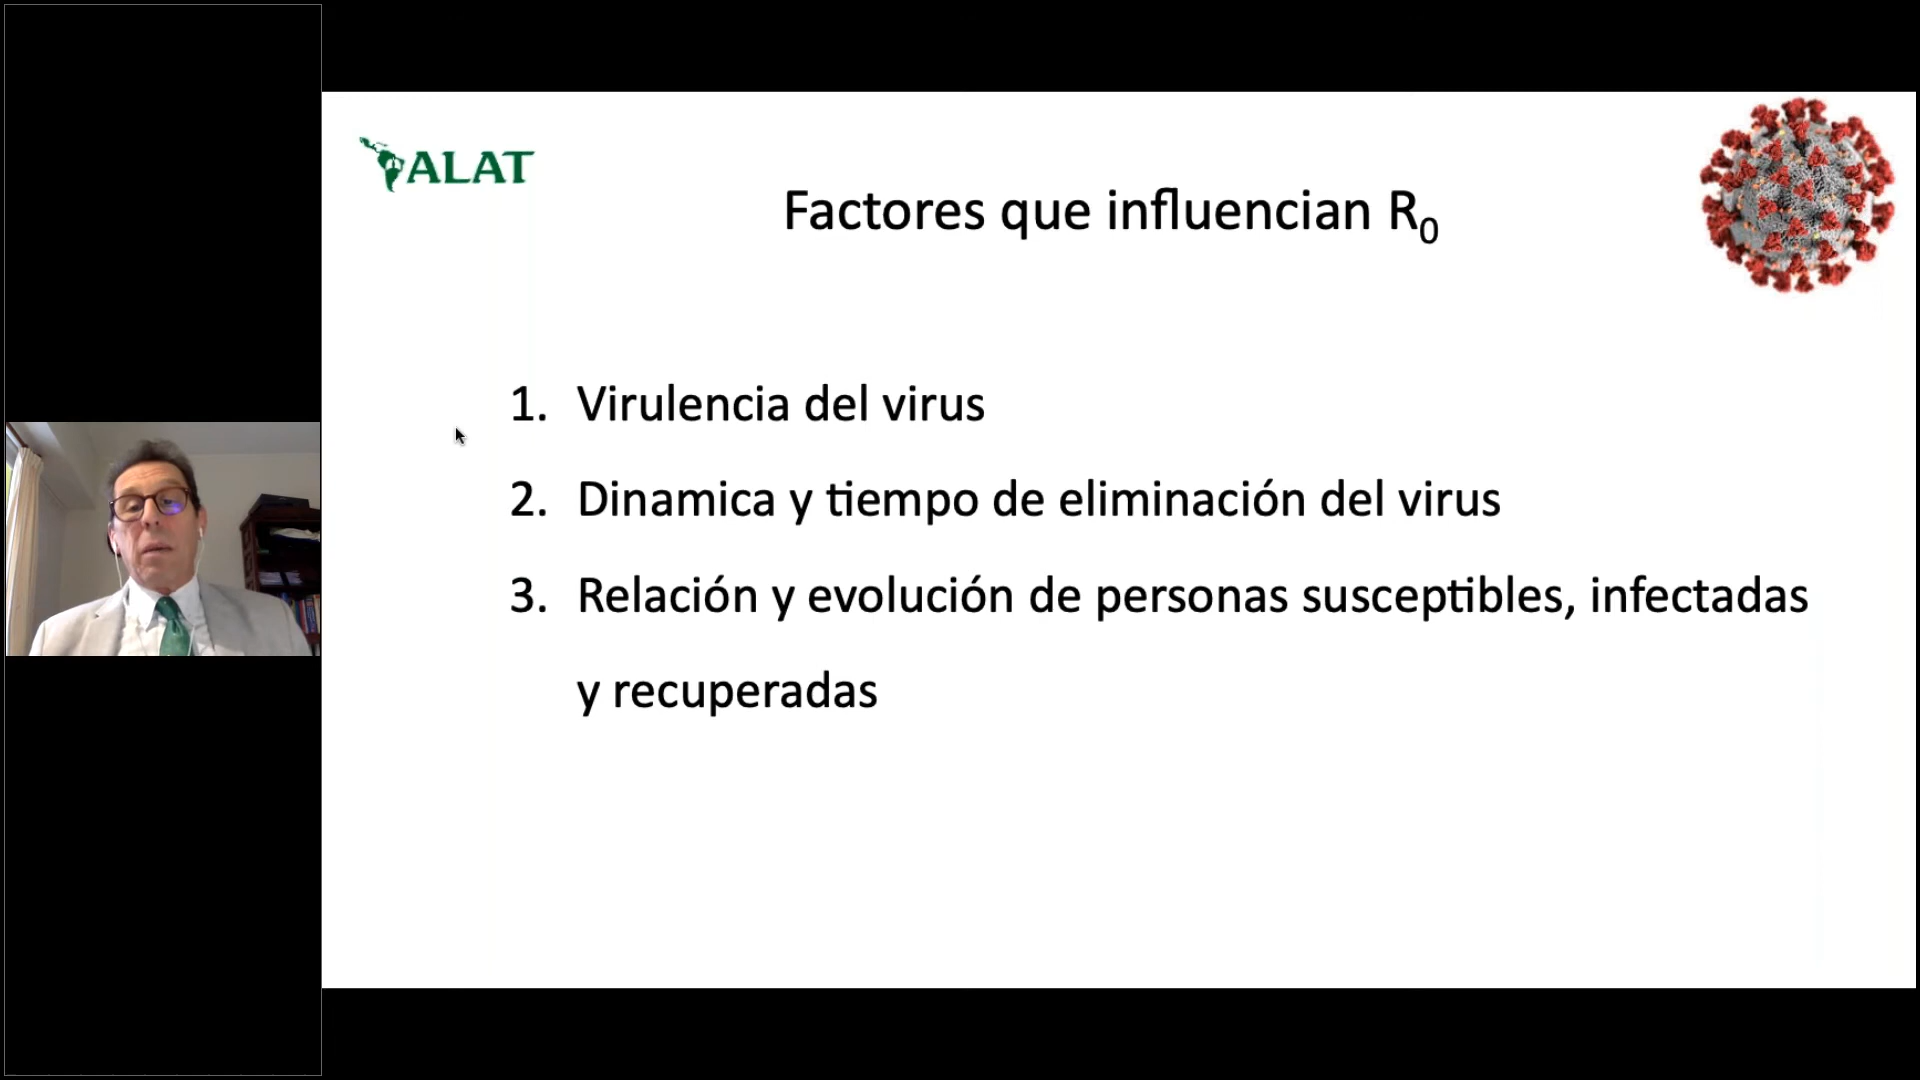 ALAT
Factores que influencian R₀
1. Virulencia del virus
2. Dinamica y tiempo de eliminación del virus
3. Relación y evolución de personas susceptibles, infectadas
y recuperadas